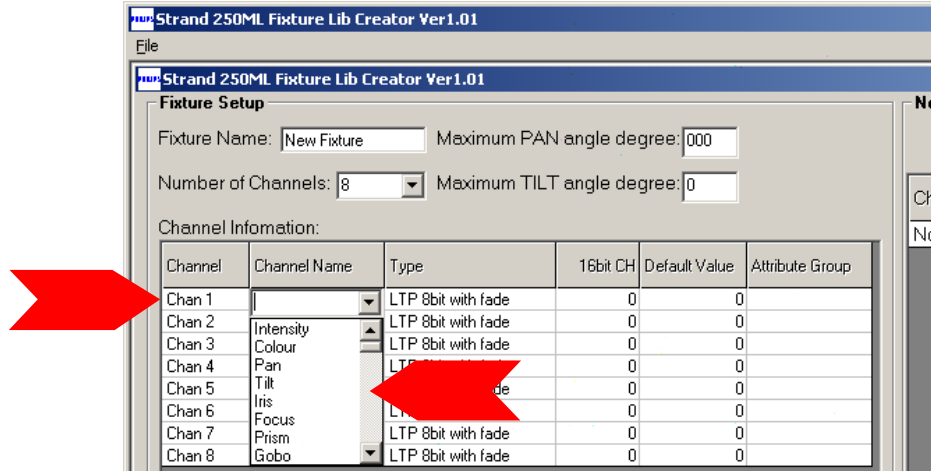 Strand 250ML Fixture Lib Creator Ver1.01
File
Strand 250ML Fixture Lib Creator Ver1.01
Fixture Setup
Fixture Name: New Fixture Maximum PAN angle degree: 000
Number of Channels: 8 Maximum TILT angle degree: 0
Channel Infomation:
Channel Channel Name Type 16bit CH Default Value Attribute Group
Chan 1 LTP 8bit with fade 0 0
Chan 2 Intensity LTP 8bit with fade 0 0
Chan 3 Colour LTP 8bit with fade 0 0
Chan 4 Pan 0 0
Chan 5 Tilt 0 0
Iris
Chan 6 Focus 0 0
Chan 7 Prism LTP 8bit with fade 0 0
Chan 8 Gobo LTP 8bit with fade 0 0